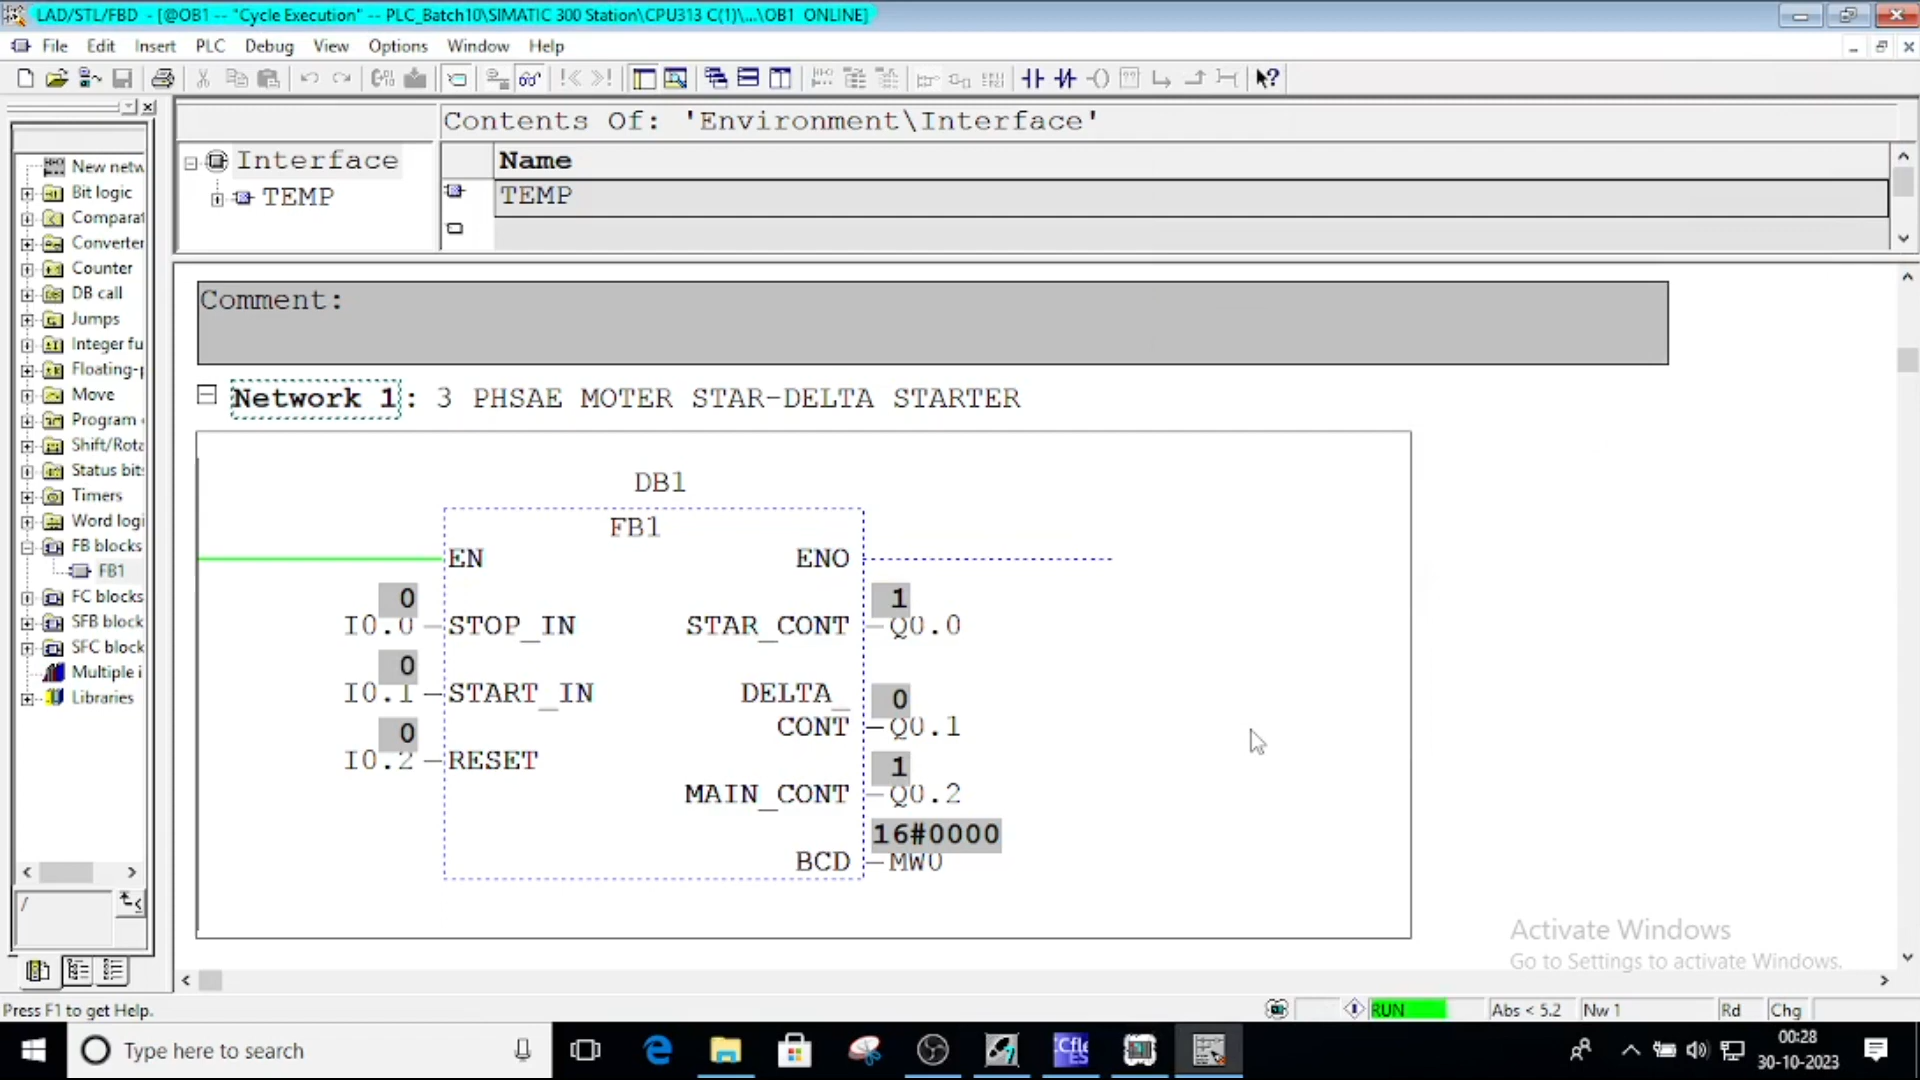 LAD/STL/FBD - [@OB1 -- "Cycle Execution" -- PLC_Batch10\SIMATIC 300 Station\CPU313 C(1)\...\OB1 ONLINE]
File Edit Insert PLC Debug View Options Window Help
Contents Of: 'Environment\Interface'
Interface
TEMP
Name
TEMP
New netw
Bit logic
Comparat
Converter
Counter
DB call
Jumps
Integer fu
Floating-p
Move
Program
Shift/Rota
Status bits
Timers
Word logi
FB blocks
FB1
FC blocks
SFB block
SFC block
Multiple i
Libraries
/
Comment:
Network 1: 3 PHSAE MOTER STAR-DELTA STARTER
DB1
FB1
EN ENO
0 1
I0.0 STOP_IN STAR_CONT Q0.0
0 0
I0.1 START_IN DELTA_
CONT Q0.1
0 1
I0.2 RESET
MAIN_CONT Q0.2
16#0000
BCD MW0
Activate Windows
Go to Settings to activate Windows.
Press F1 to get Help.
RUN Abs < 5.2 Nw 1 Rd Chg
Type here to search
Cfle
ES
00:28
30-10-2023